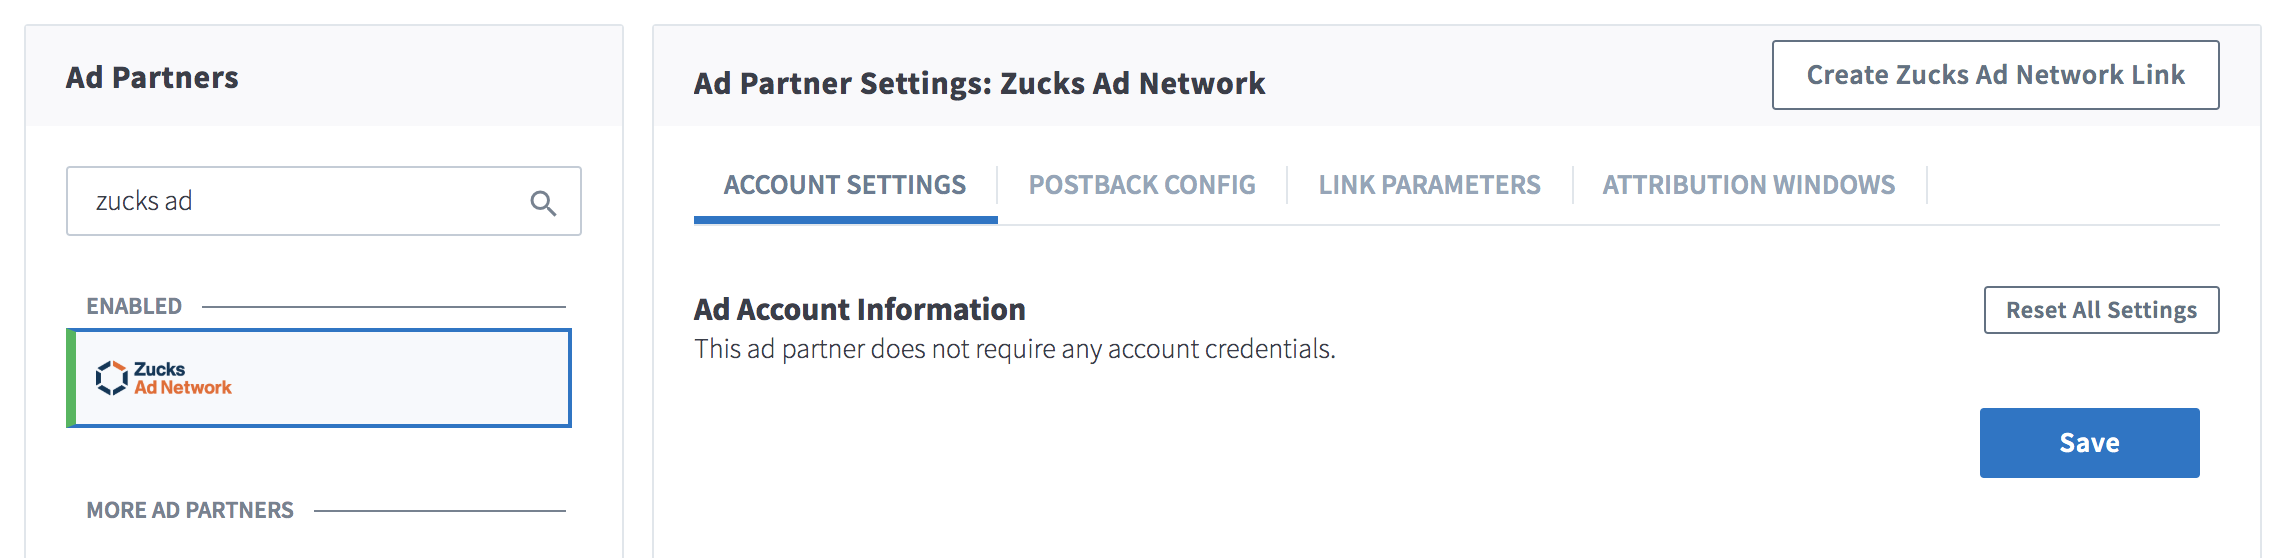 Ad Partners
zucks ad
ENABLED
Zucks
Ad Network
MORE AD PARTNERS
Ad Partner Settings: Zucks Ad Network
Create Zucks Ad Network Link
ACCOUNT SETTINGS
POSTBACK CONFIG
LINK PARAMETERS
ATTRIBUTION WINDOWS
Ad Account Information
Reset All Settings
This ad partner does not require any account credentials.
Save